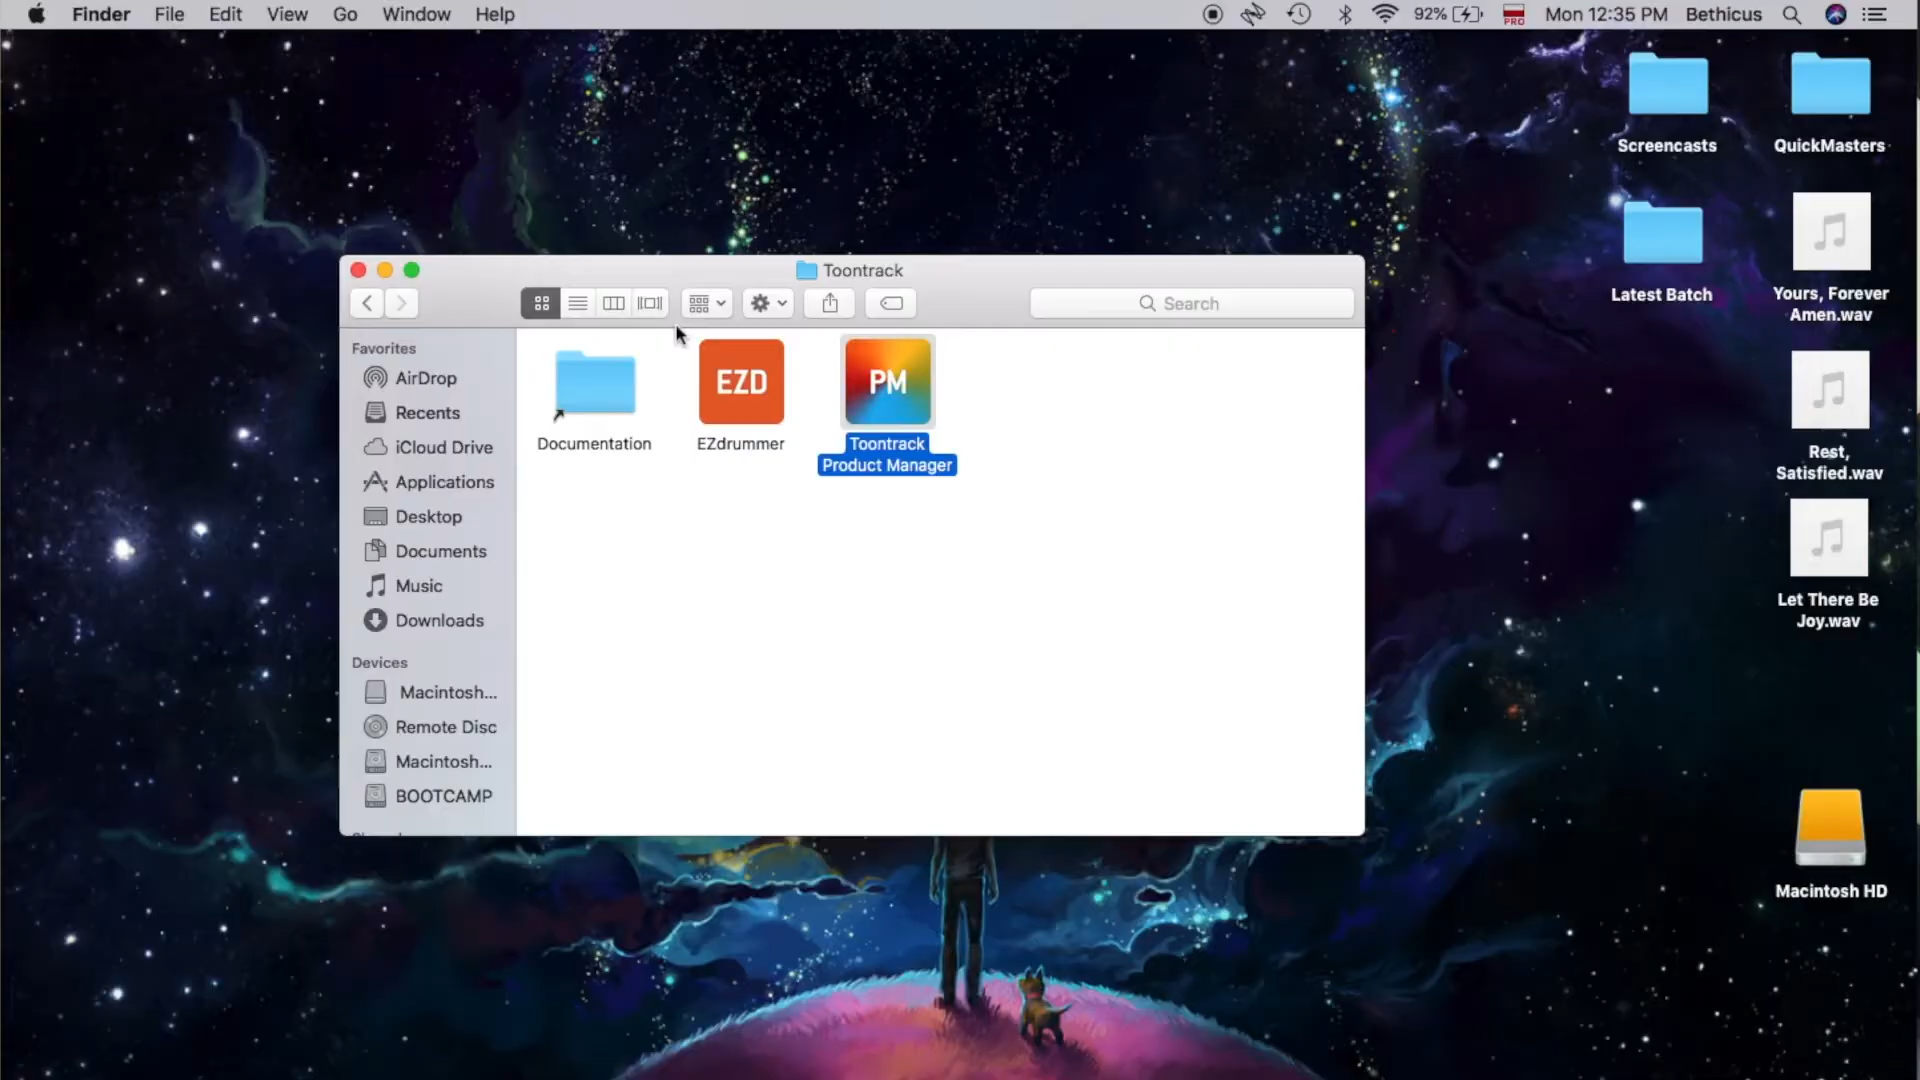 Finder File Edit View Go Window Help 92% PRO Mon 12:35 PM Bethicus
Screencasts
QuickMasters
Latest Batch
Yours, Forever
Amen.wav
Rest,
Satisfied.wav
Let There Be
Joy.wav
Macintosh HD
Toontrack
Search
Favorites
AirDrop
Recents
iCloud Drive
Applications
Desktop
Documents
Music
Downloads
Devices
Macintosh...
Remote Disc
Macintosh...
BOOTCAMP
Documentation
EZD
EZdrummer
PM
Toontrack
Product Manager